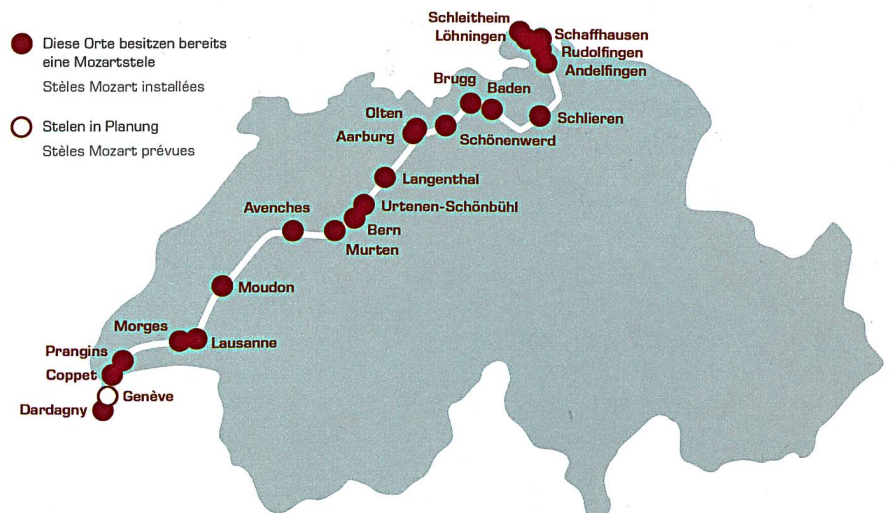 Diese Orte besitzen bereits
eine Mozartstele
Stèles Mozart installées
Stelen in Planung
Stèles Mozart prévues
Schleitheim
Löhningen
Schaffhausen
Rudolfingen
Andelfingen
Brugg
Baden
Olten
Aarburg
Schlieren
Schönenwerd
Langenthal
Avenches
Urtenen-Schönbühl
Bern
Murten
Moudon
Morges
Lausanne
Prangins
Coppet
Genève
Dardagny